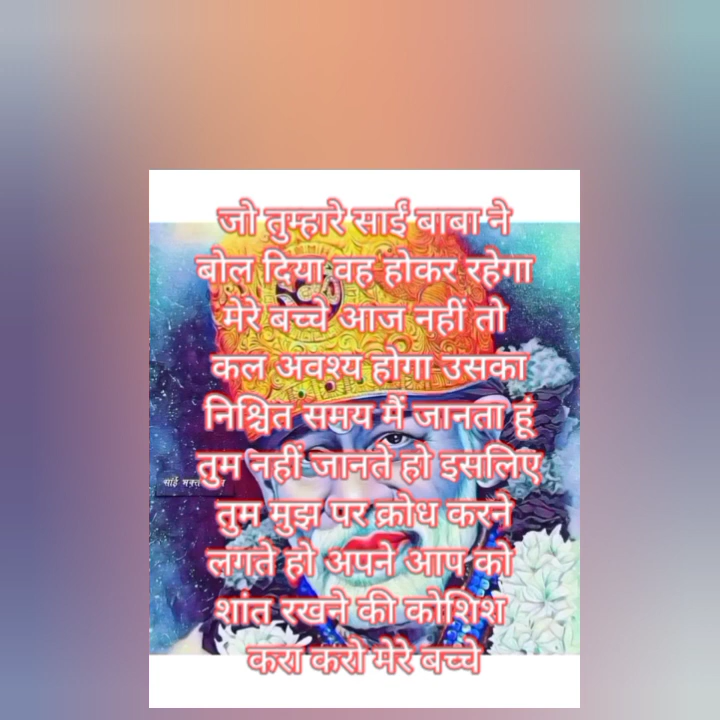 जो तुम्हारे साईं बाबा ने
बोल दिया वह होकर रहेगा
मेरे बच्चे आज नहीं तो
कल अवश्य होगा उसका
निश्चित समय मैं जानता हूं
तुम नहीं जानते हो इसलिए
साईं भक्त
तुम मुझ पर क्रोध करने
लगते हो अपने आप को
शांत रखने की कोशिश
करा करो मेरे बच्चे